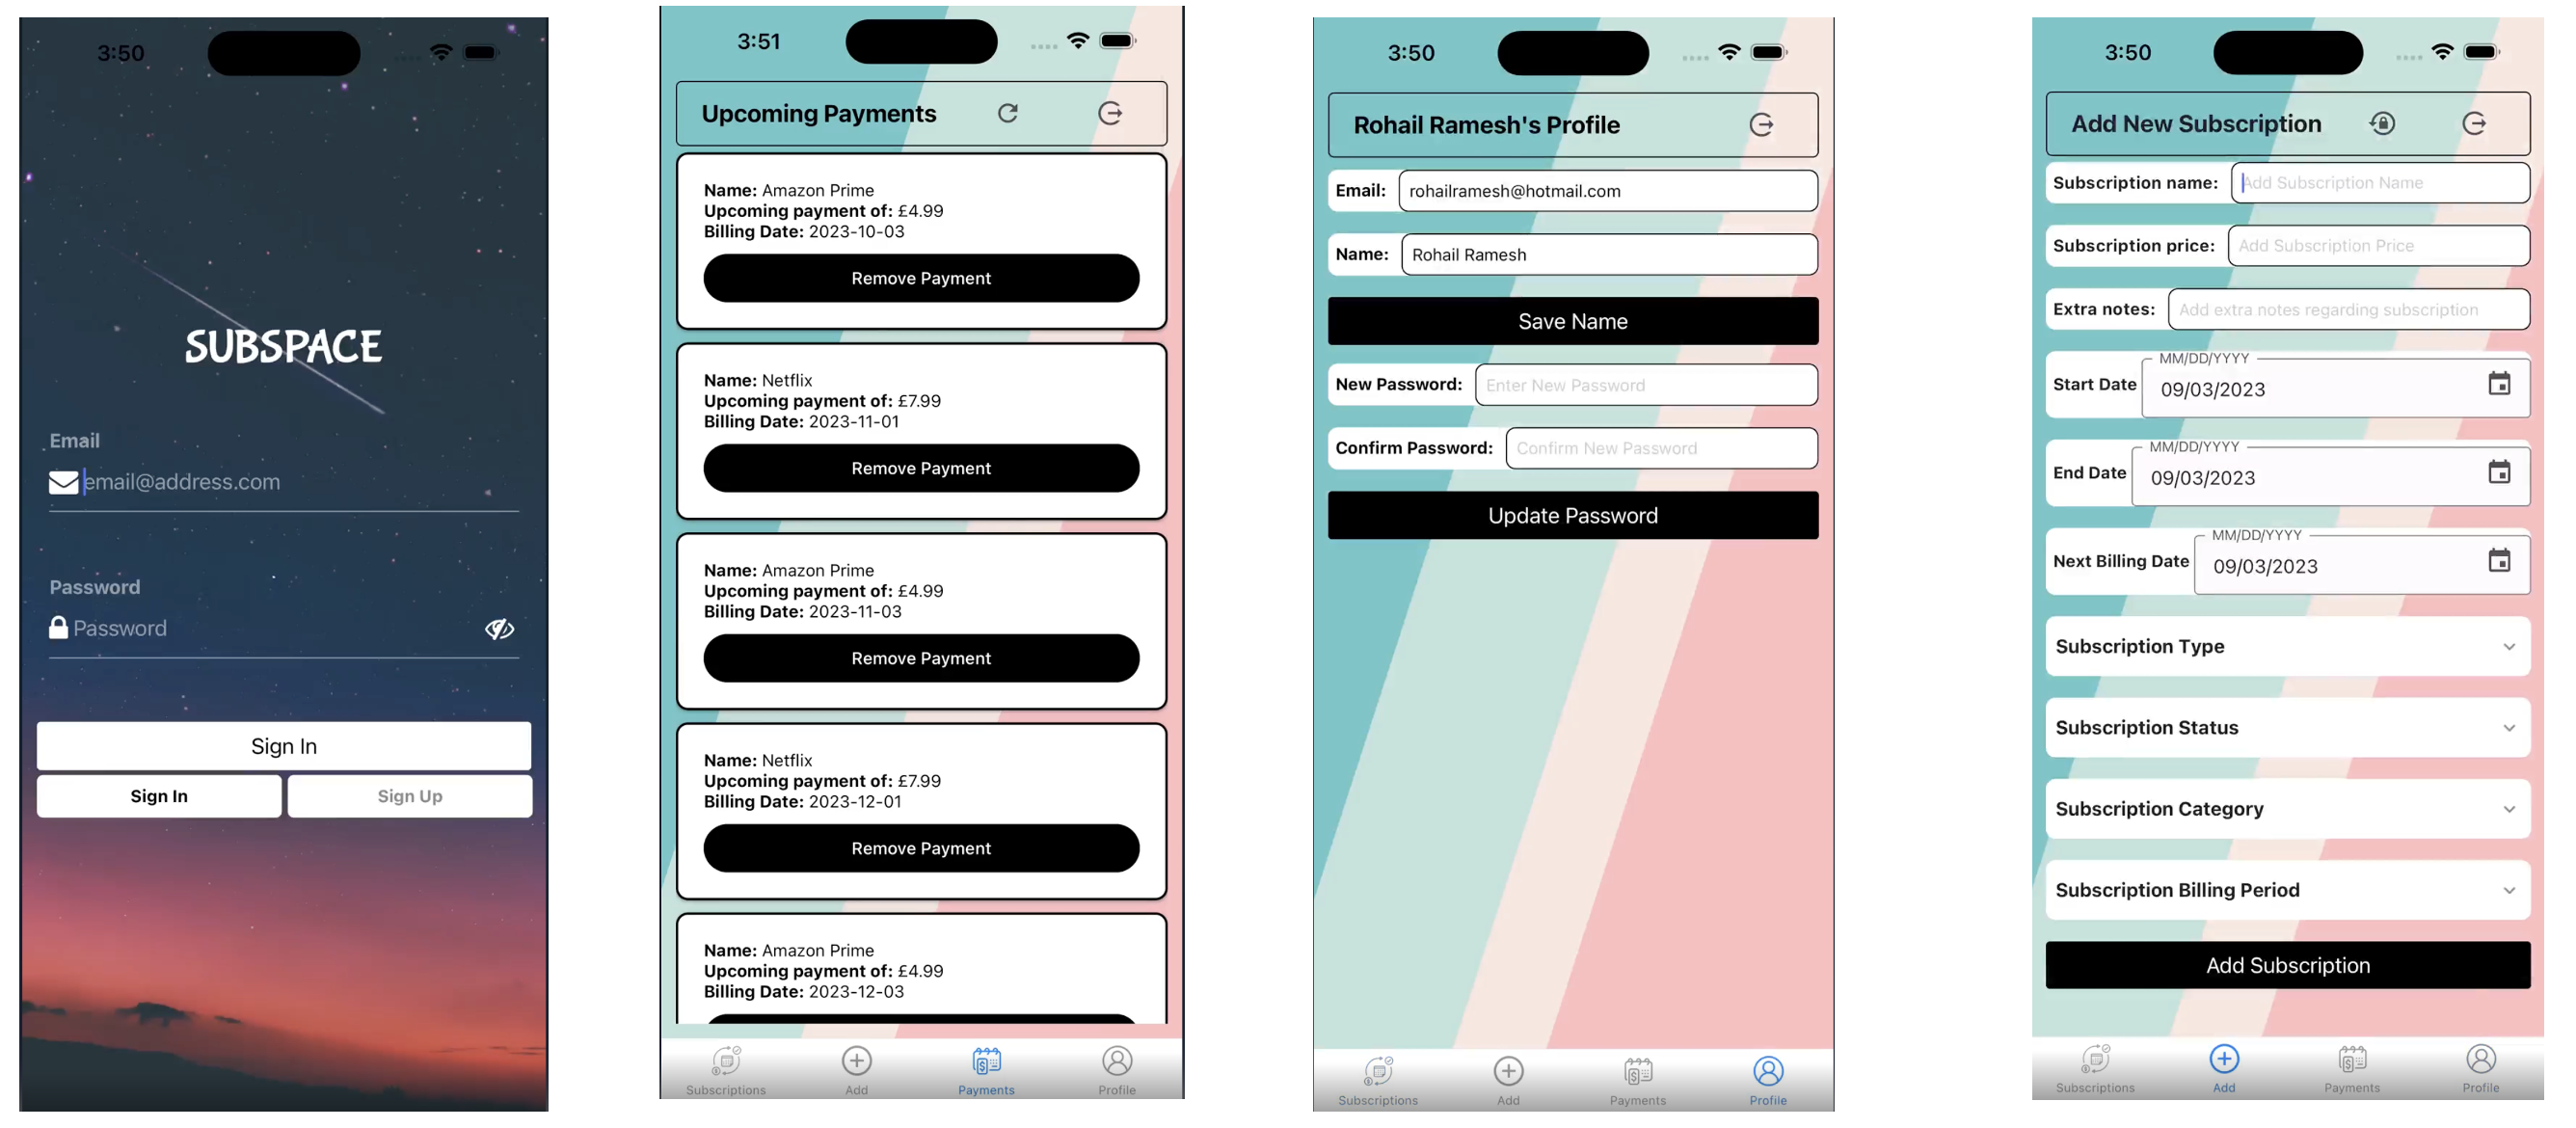 3:50
SUBSPACE
Email
email@address.com
Password
Password
Sign In
Sign In
Sign Up
3:51
Upcoming Payments
Name: Amazon Prime
Upcoming payment of: £4.99
Billing Date: 2023-10-03
Remove Payment
Name: Netflix
Upcoming payment of: £7.99
Billing Date: 2023-11-01
Remove Payment
Name: Amazon Prime
Upcoming payment of: £4.99
Billing Date: 2023-11-03
Remove Payment
Name: Netflix
Upcoming payment of: £7.99
Billing Date: 2023-12-01
Remove Payment
Name: Amazon Prime
Upcoming payment of: £4.99
Billing Date: 2023-12-03
Subscriptions
Add
Payments
Profile
3:50
Rohail Ramesh's Profile
Email: rohailramesh@hotmail.com
Name: Rohail Ramesh
Save Name
New Password: Enter New Password
Confirm Password: Confirm New Password
Update Password
Subscriptions
Add
Payments
Profile
3:50
Add New Subscription
Subscription name: Add Subscription Name
Subscription price: Add Subscription Price
Extra notes: Add extra notes regarding subscription
MM/DD/YYYY
Start Date 09/03/2023
MM/DD/YYYY
End Date 09/03/2023
MM/DD/YYYY
Next Billing Date 09/03/2023
Subscription Type
Subscription Status
Subscription Category
Subscription Billing Period
Add Subscription
Subscriptions
Add
Payments
Profile